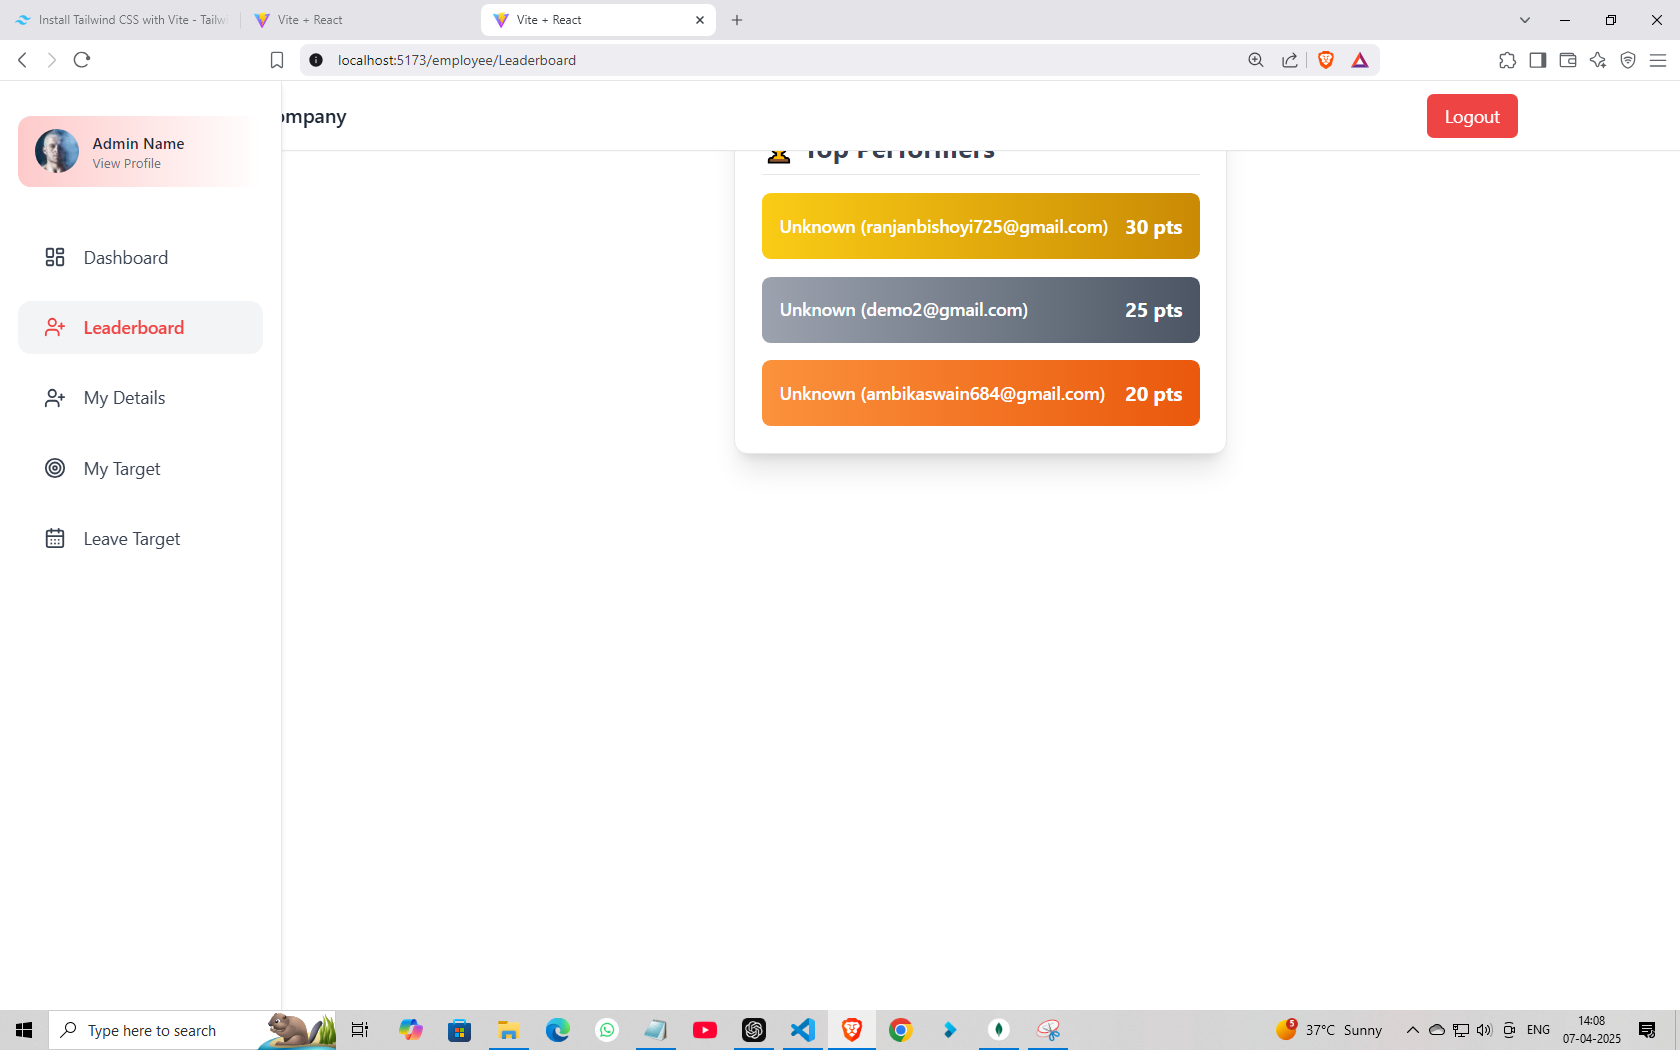 Install Tailwind CSS with Vite - Tailwi
Vite + React
Vite + React
localhost:5173/employee/Leaderboard
Admin Name
View Profile
ompany
Logout
Top Performers
Dashboard
Leaderboard
My Details
My Target
Leave Target
Unknown (ranjanbishoyi725@gmail.com) 30 pts
Unknown (demo2@gmail.com) 25 pts
Unknown (ambikaswain684@gmail.com) 20 pts
Type here to search
5
37°C Sunny
ENG
14:08
07-04-2025